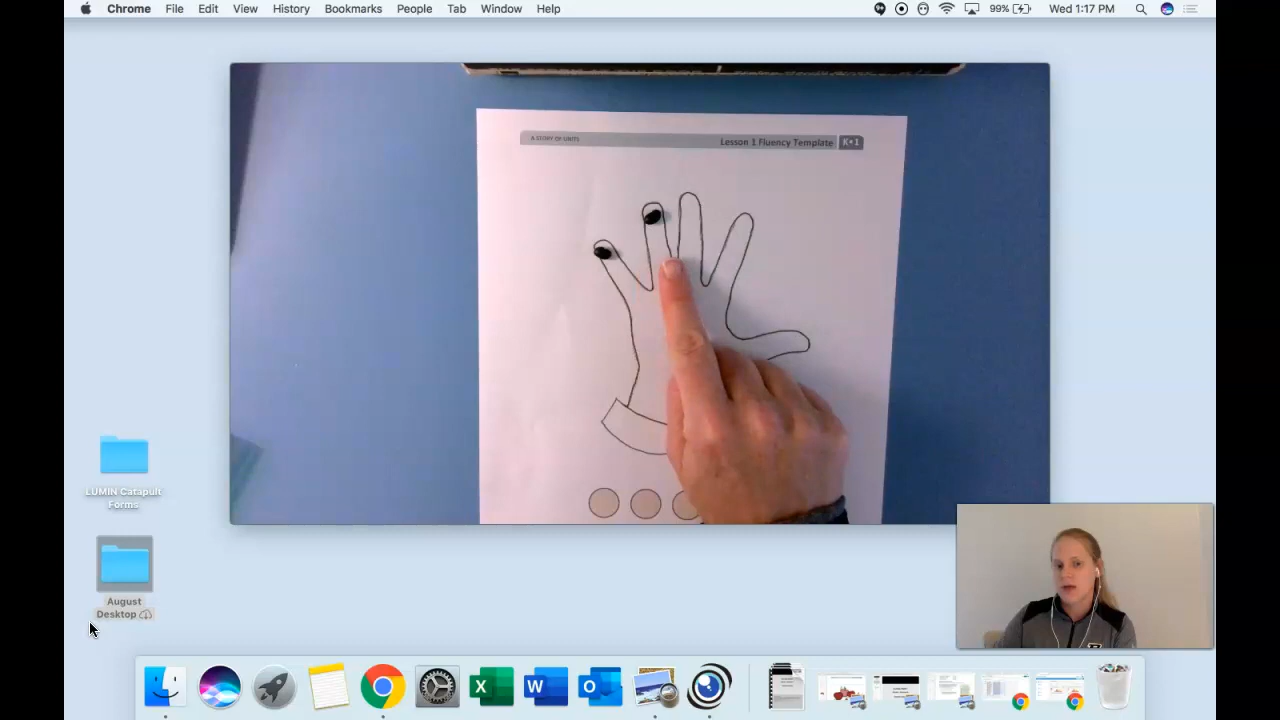 Chrome File Edit View History Bookmarks People Tab Window Help 99% Wed 1:17 PM
A STORY OF UNITS Lesson 1 Fluency Template K•1
LUMIN Catapult
Forms
August
Desktop
X W O